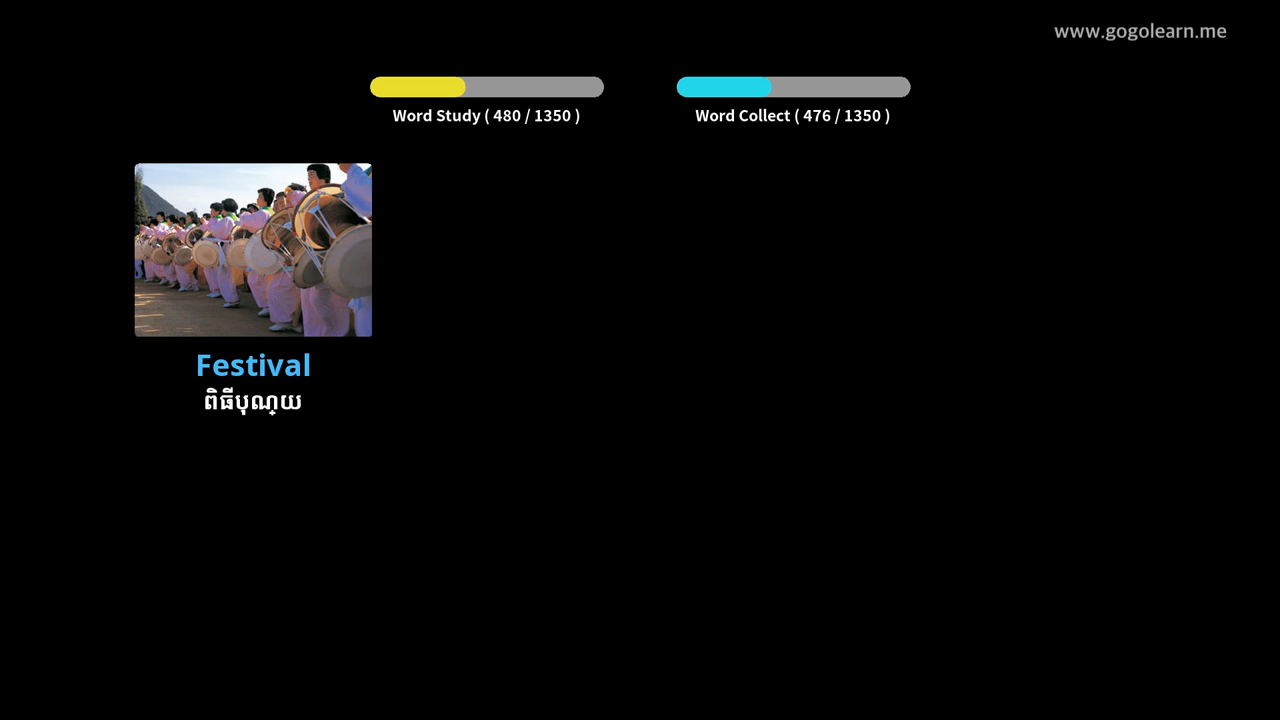 www.gogolearn.me
Word Study ( 480 / 1350 )
Word Collect ( 476 / 1350 )
Festival
ពិធីបុណ្យ